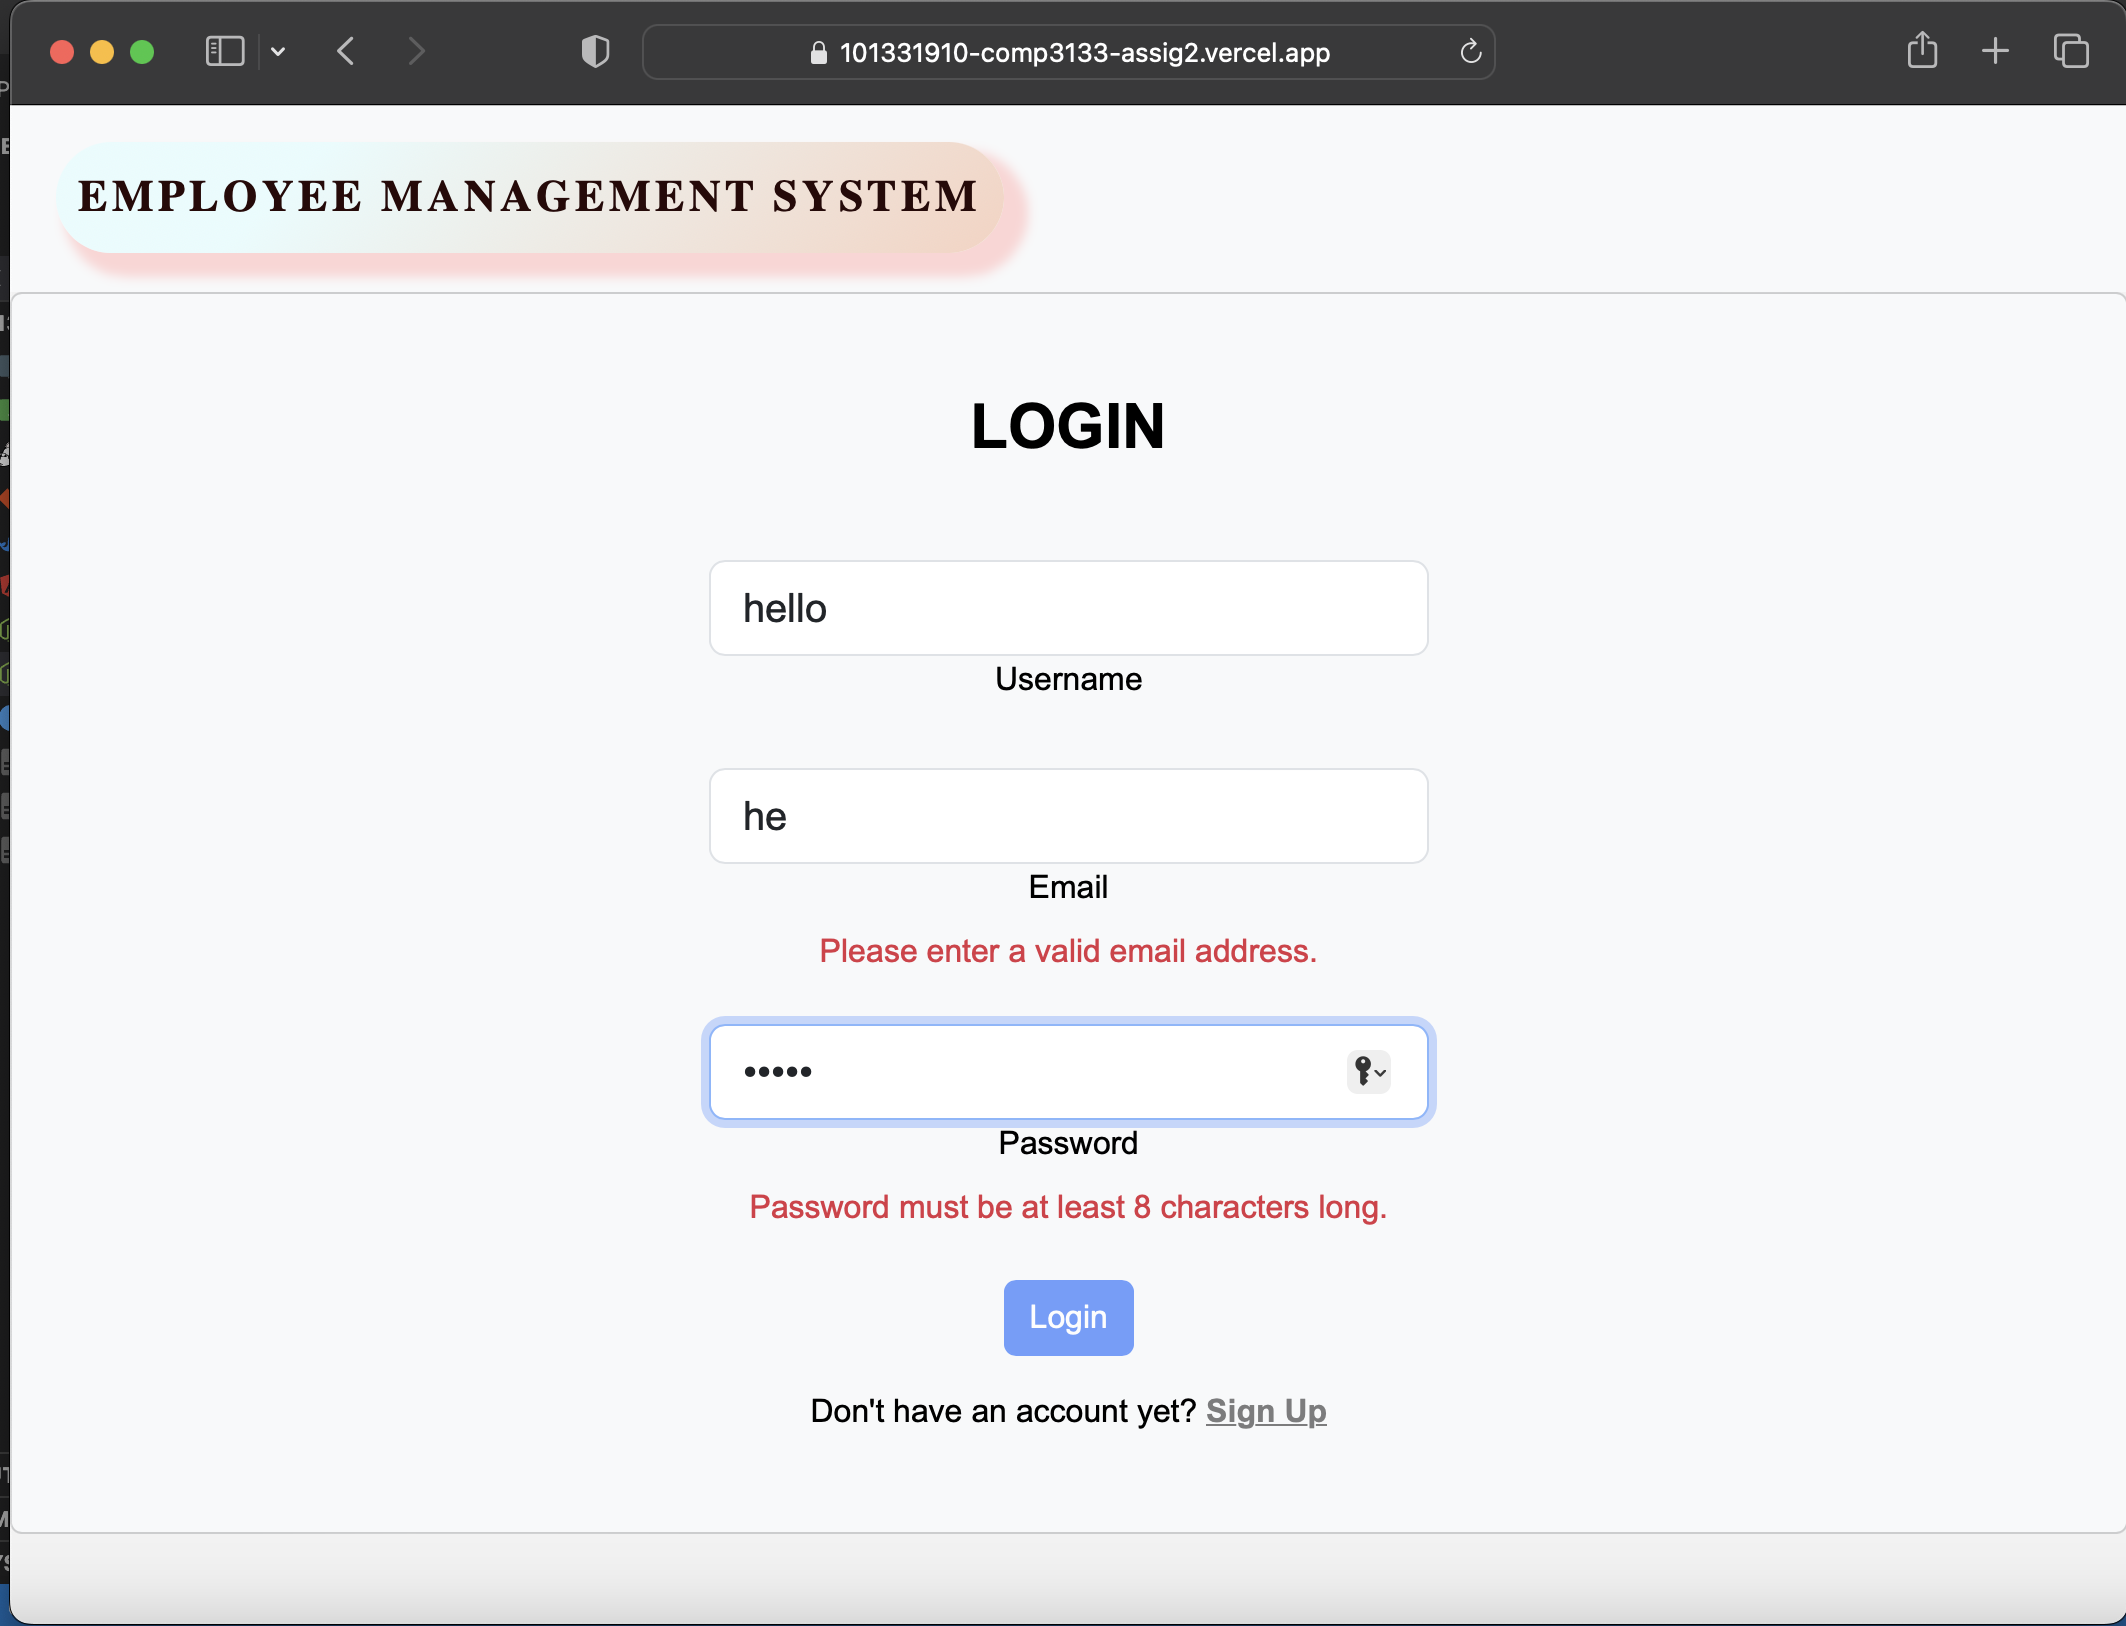 101331910-comp3133-assig2.vercel.app
EMPLOYEE MANAGEMENT SYSTEM
LOGIN
hello
Username
he
Email
Please enter a valid email address.
•••••
Password
Password must be at least 8 characters long.
Login
Don't have an account yet? Sign Up